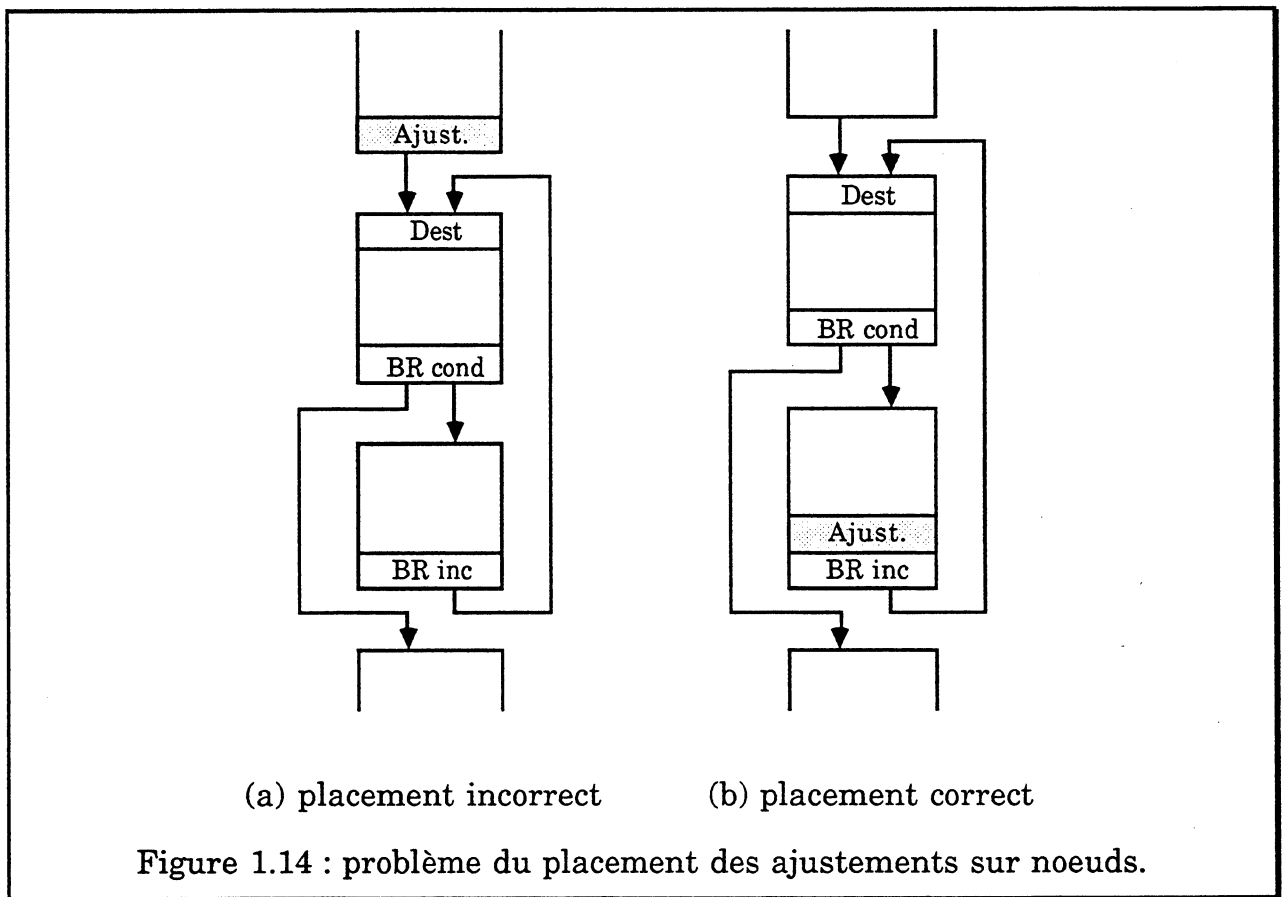 Ajust.
Dest
BR cond
BR inc
Dest
BR cond
Ajust.
BR inc
(a) placement incorrect
(b) placement correct
Figure 1.14 : problème du placement des ajustements sur noeuds.